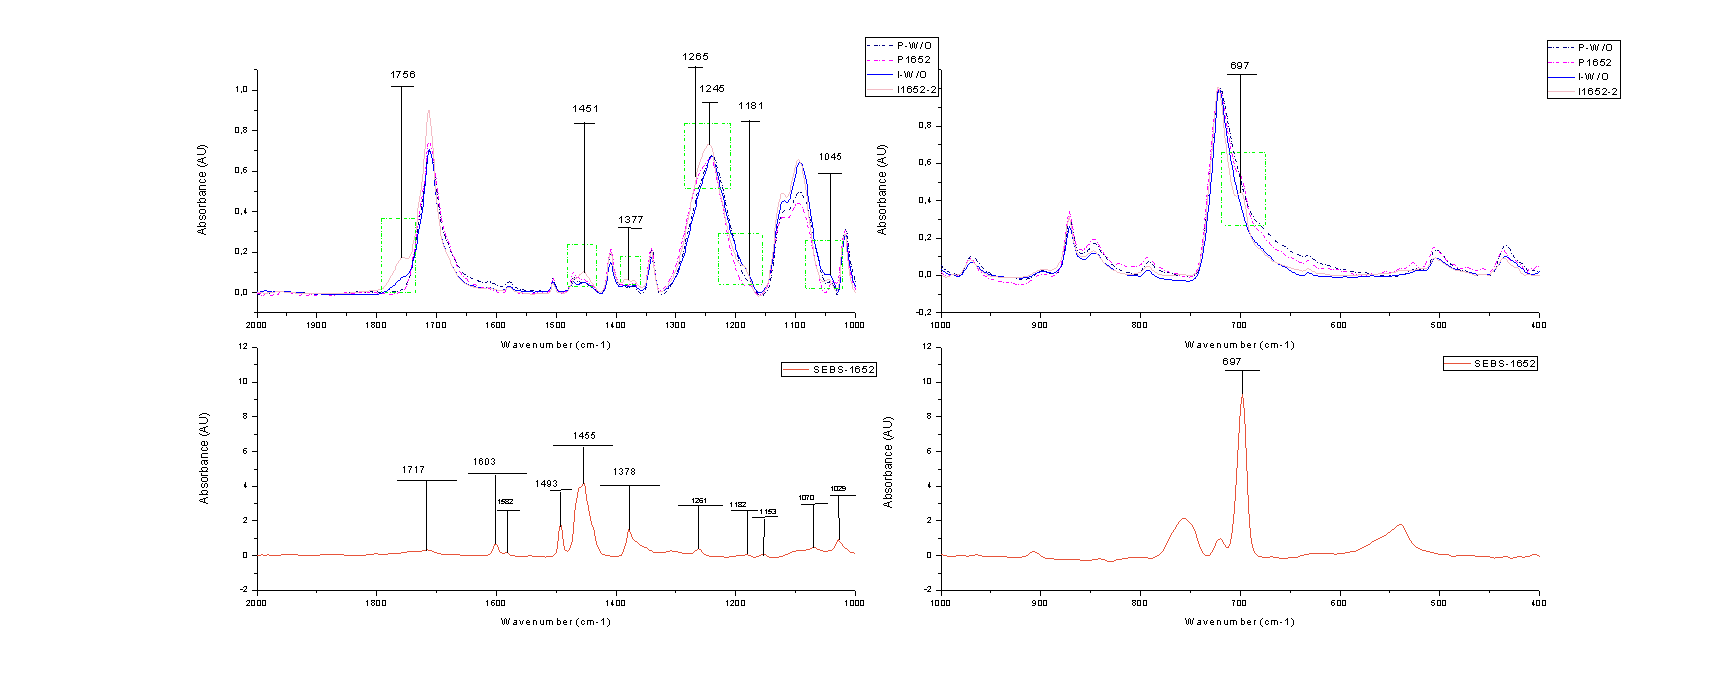 P-W/O
P1652
I-W/O
I1652-2
1756
1451
1265
1245
1181
1377
1045
1,0
0,8
0,6
0,4
0,2
0,0
Absorbance (AU)
2000 1900 1800 1700 1600 1500 1400 1300 1200 1100 1000
Wavenumber (cm-1)
P-W/O
P1652
I-W/O
I1652-2
697
0,8
0,6
0,4
0,2
0,0
-0,2
Absorbance (AU)
1000 900 800 700 600 500 400
Wavenumber (cm-1)
SEBS-1652
1717
1603
1582
1493
1455
1378
1261
1182
1153
1070
1029
12
10
8
6
4
2
0
-2
Absorbance (AU)
2000 1800 1600 1400 1200 1000
Wavenumber (cm-1)
SEBS-1652
697
12
10
8
6
4
2
0
-2
Absorbance (AU)
1000 900 800 700 600 500 400
Wavenumber (cm-1)